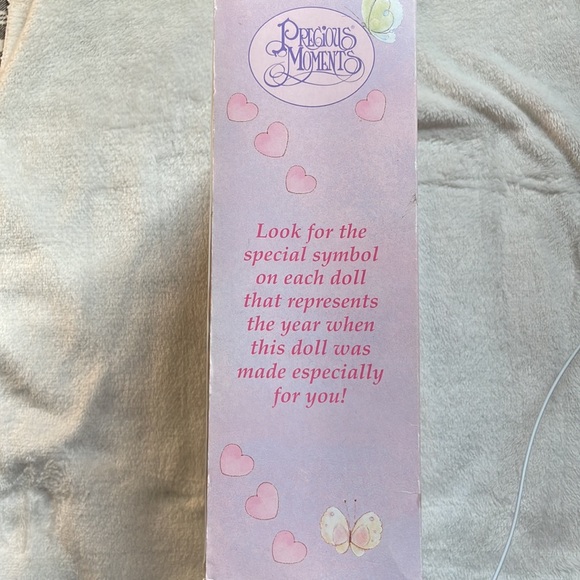 PRECIOUS®
MOMENTS
Look for the
special symbol
on each doll
that represents
the year when
this doll was
made especially
for you!